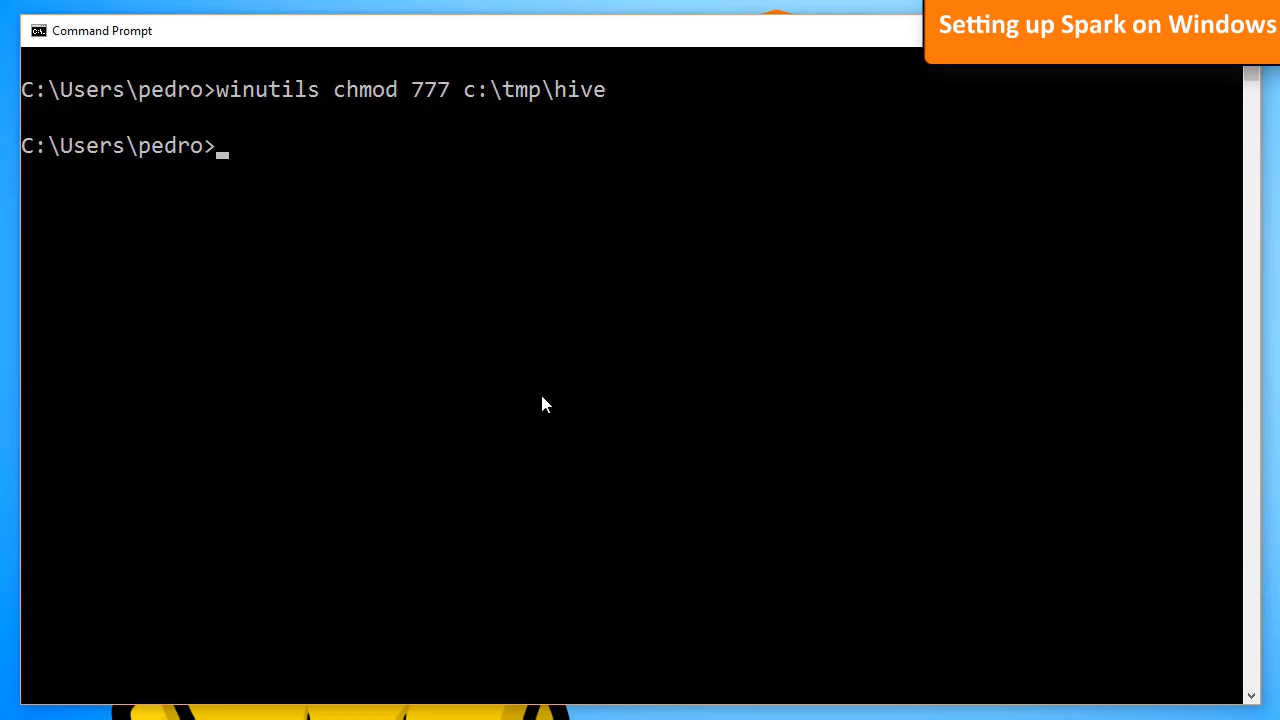 Setting up Spark on Windows
Command Prompt
C:\Users\pedro>winutils chmod 777 c:\tmp\hive
C:\Users\pedro>